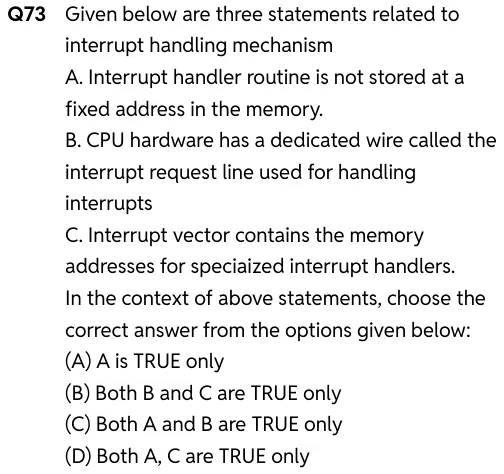 Q73 Given below are three statements related to
interrupt handling mechanism
A. Interrupt handler routine is not stored at a
fixed address in the memory.
B. CPU hardware has a dedicated wire called the
interrupt request line used for handling
interrupts
C. Interrupt vector contains the memory
addresses for speciaized interrupt handlers.
In the context of above statements, choose the
correct answer from the options given below:
(A) A is TRUE only
(B) Both B and C are TRUE only
(C) Both A and B are TRUE only
(D) Both A, C are TRUE only